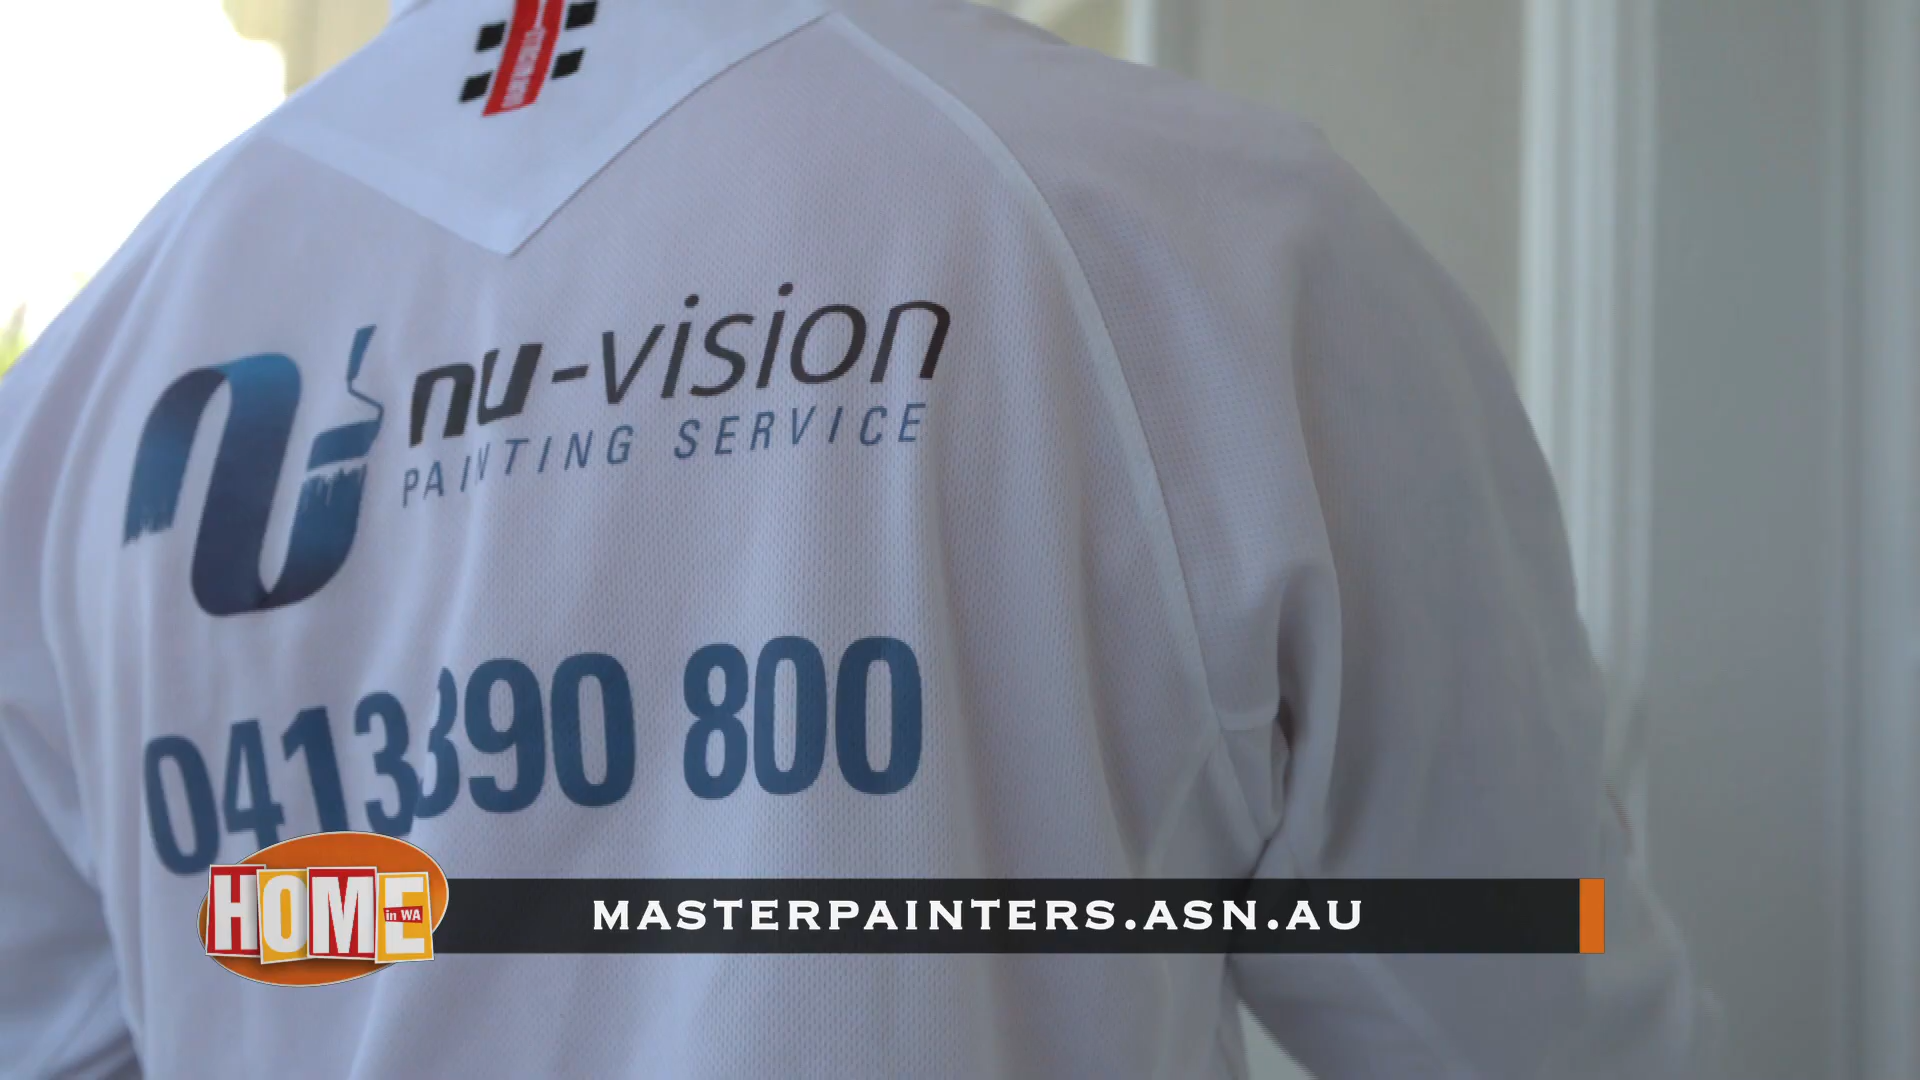 nu-vision
PAINTING SERVICE
0413 390 800
HOME
in WA
MASTERPAINTERS.ASN.AU